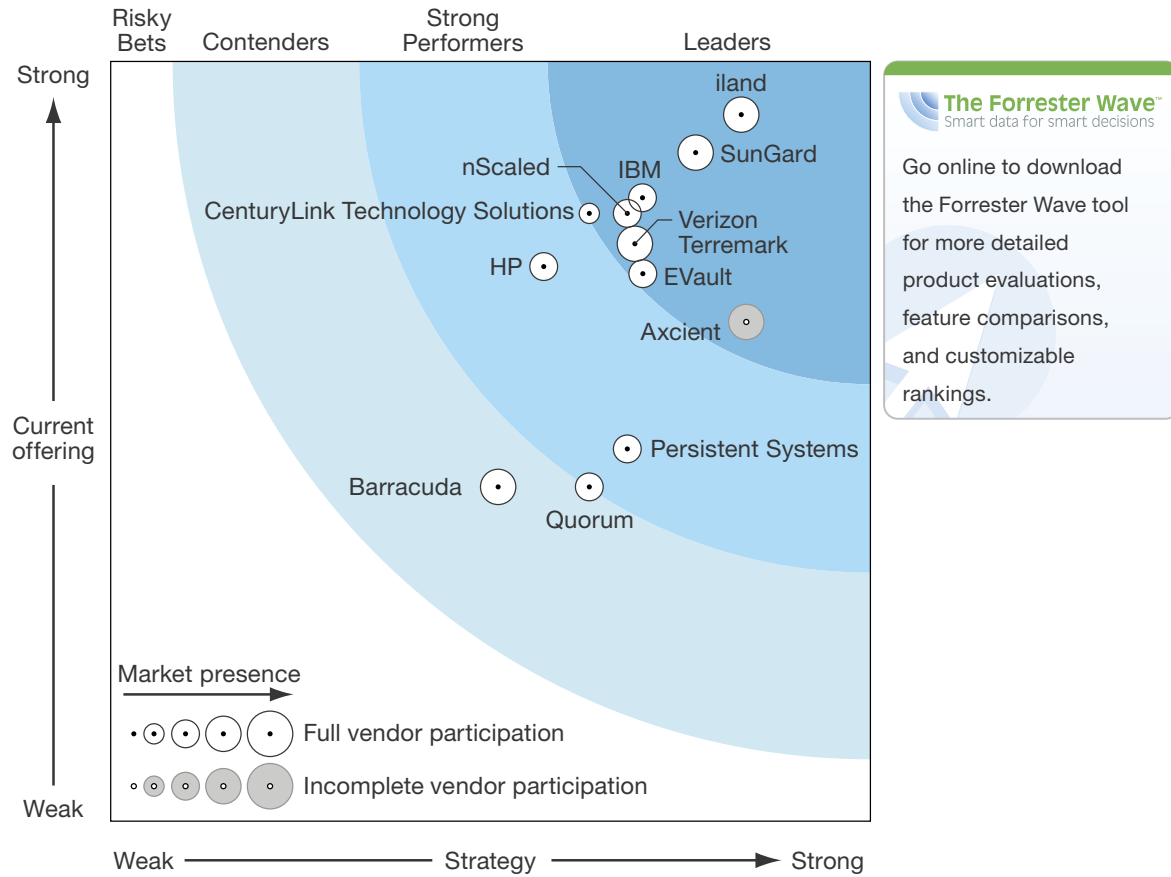 Risky
Bets
Contenders
Strong
Performers
Leaders
Strong
Current
offering
Weak
iland
SunGard
IBM
nScaled
CenturyLink Technology Solutions
Verizon
Terremark
HP
EVault
Axcient
Persistent Systems
Barracuda
Quorum
Market presence
Full vendor participation
Incomplete vendor participation
Weak
Strategy
Strong
The Forrester Wave™
Smart data for smart decisions
Go online to download
the Forrester Wave tool
for more detailed
product evaluations,
feature comparisons,
and customizable
rankings.